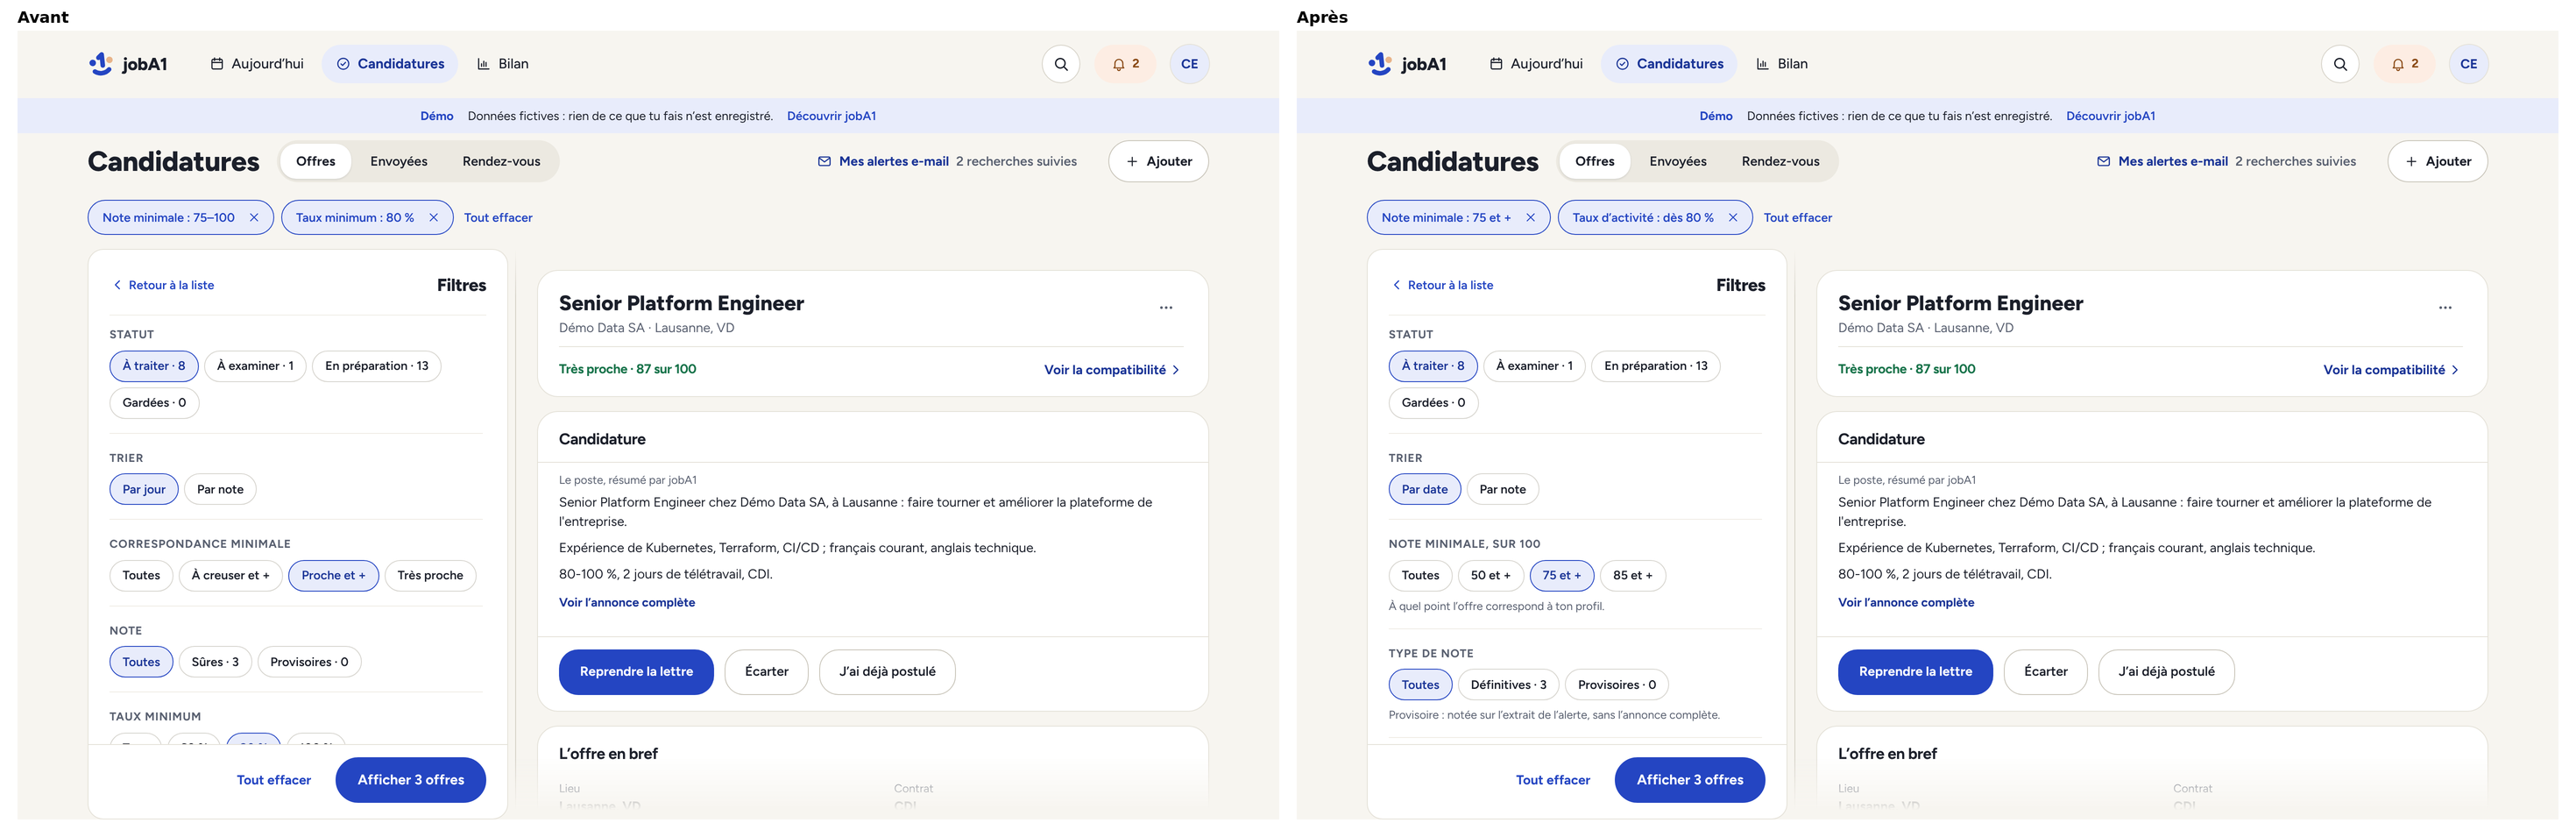 Avant
jobA1
Aujourd’hui
Candidatures
Bilan
2
CE
Démo Données fictives : rien de ce que tu fais n’est enregistré. Découvrir jobA1
Candidatures
Offres
Envoyées
Rendez-vous
Mes alertes e-mail 2 recherches suivies
Ajouter
Note minimale : 75–100
Taux minimum : 80 %
Tout effacer
Retour à la liste
Filtres
STATUT
À traiter · 8
À examiner · 1
En préparation · 13
Gardées · 0
TRIER
Par jour
Par note
CORRESPONDANCE MINIMALE
Toutes
À creuser et +
Proche et +
Très proche
NOTE
Toutes
Sûres · 3
Provisoires · 0
TAUX MINIMUM
Tout effacer
Afficher 3 offres
Senior Platform Engineer
...
Démo Data SA · Lausanne, VD
Très proche · 87 sur 100
Voir la compatibilité
Candidature
Le poste, résumé par jobA1
Senior Platform Engineer chez Démo Data SA, à Lausanne : faire tourner et améliorer la plateforme de
l'entreprise.
Expérience de Kubernetes, Terraform, CI/CD ; français courant, anglais technique.
80-100 %, 2 jours de télétravail, CDI.
Voir l’annonce complète
Reprendre la lettre
Écarter
J’ai déjà postulé
L’offre en bref
Lieu
Contrat
Lausanne, VD
CDI
Après
jobA1
Aujourd’hui
Candidatures
Bilan
2
CE
Démo Données fictives : rien de ce que tu fais n’est enregistré. Découvrir jobA1
Candidatures
Offres
Envoyées
Rendez-vous
Mes alertes e-mail 2 recherches suivies
Ajouter
Note minimale : 75 et +
Taux d’activité : dès 80 %
Tout effacer
Retour à la liste
Filtres
STATUT
À traiter · 8
À examiner · 1
En préparation · 13
Gardées · 0
TRIER
Par date
Par note
NOTE MINIMALE, SUR 100
Toutes
50 et +
75 et +
85 et +
À quel point l’offre correspond à ton profil.
TYPE DE NOTE
Toutes
Définitives · 3
Provisoires · 0
Provisoire : notée sur l’extrait de l’alerte, sans l’annonce complète.
Tout effacer
Afficher 3 offres
Senior Platform Engineer
...
Démo Data SA · Lausanne, VD
Très proche · 87 sur 100
Voir la compatibilité
Candidature
Le poste, résumé par jobA1
Senior Platform Engineer chez Démo Data SA, à Lausanne : faire tourner et améliorer la plateforme de
l'entreprise.
Expérience de Kubernetes, Terraform, CI/CD ; français courant, anglais technique.
80-100 %, 2 jours de télétravail, CDI.
Voir l’annonce complète
Reprendre la lettre
Écarter
J’ai déjà postulé
L’offre en bref
Lieu
Contrat
Lausanne, VD
CDI